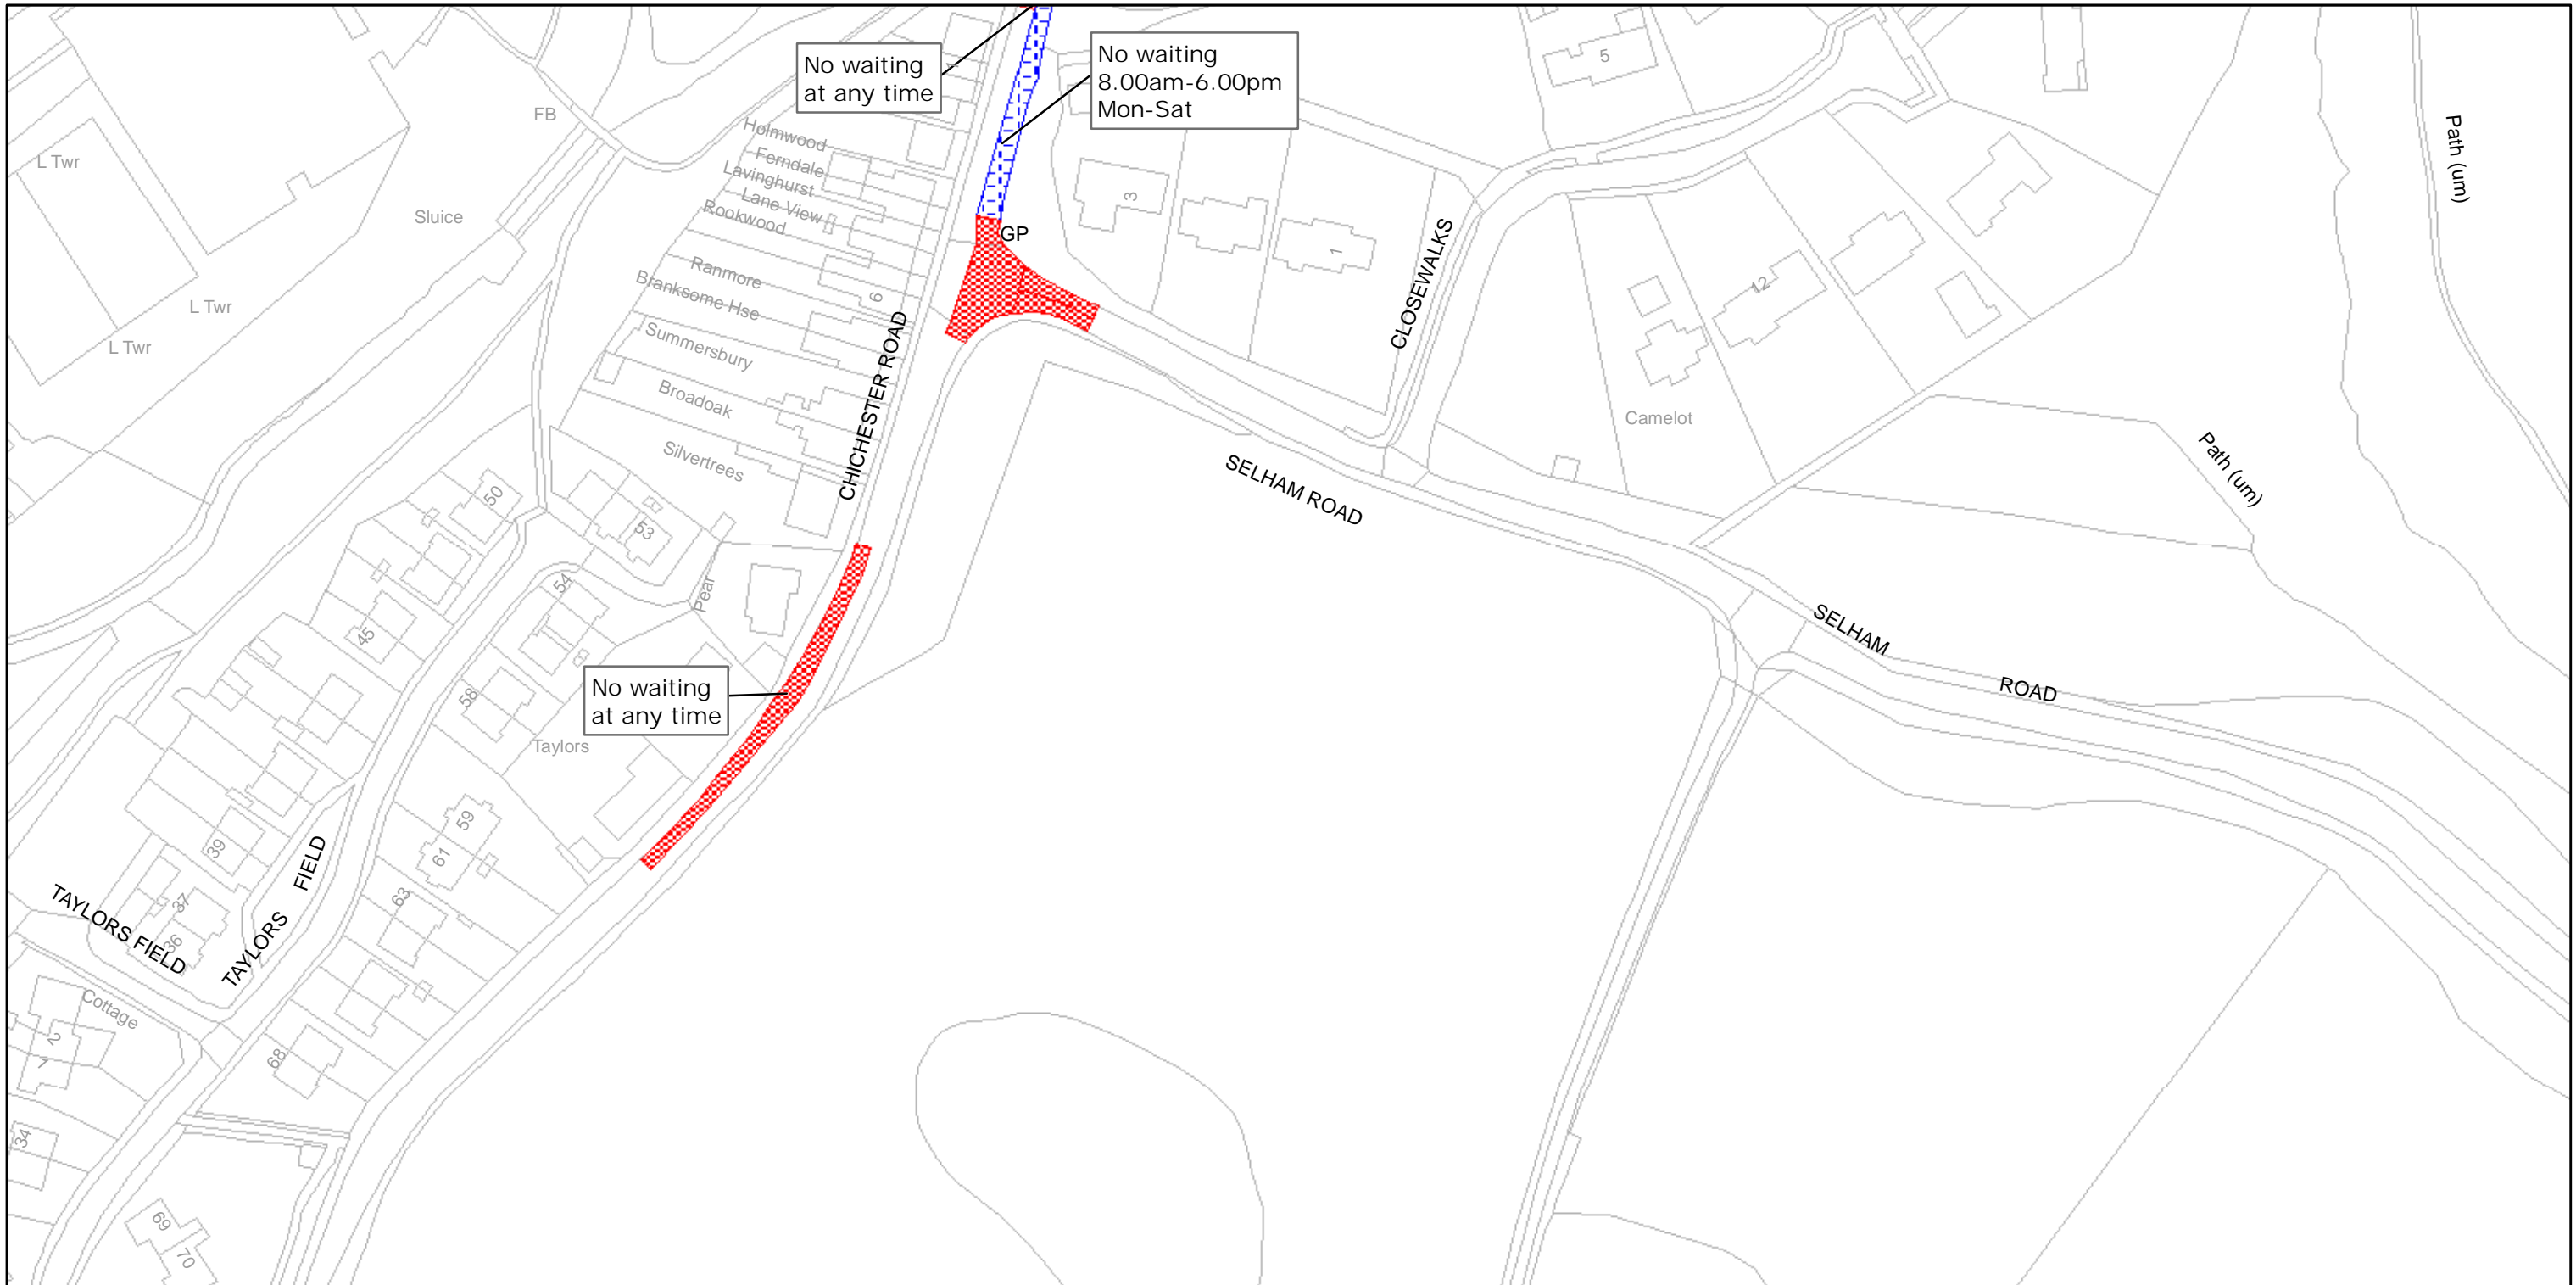 No waiting
at any time
No waiting
8.00am-6.00pm
Mon-Sat
5
FB
L Twr
Path (um)
Holmwood
Ferndale
Lavinghurst
Lane View
Rookwood
3
Sluice
GP
1
CLOSEWALKS
12
Ranmore
6
Branksome Hse
L Twr
L Twr
Summersbury
CHICHESTER ROAD
Broadoak
Camelot
Silvertrees
SELHAM ROAD
Path (um)
50
53
54
Pear
45
SELHAM
ROAD
58
No waiting
at any time
Taylors
59
39
61
FIELD
63
37
36
TAYLORS FIELD
TAYLORS
Cottage
2
1
68
34
69
70